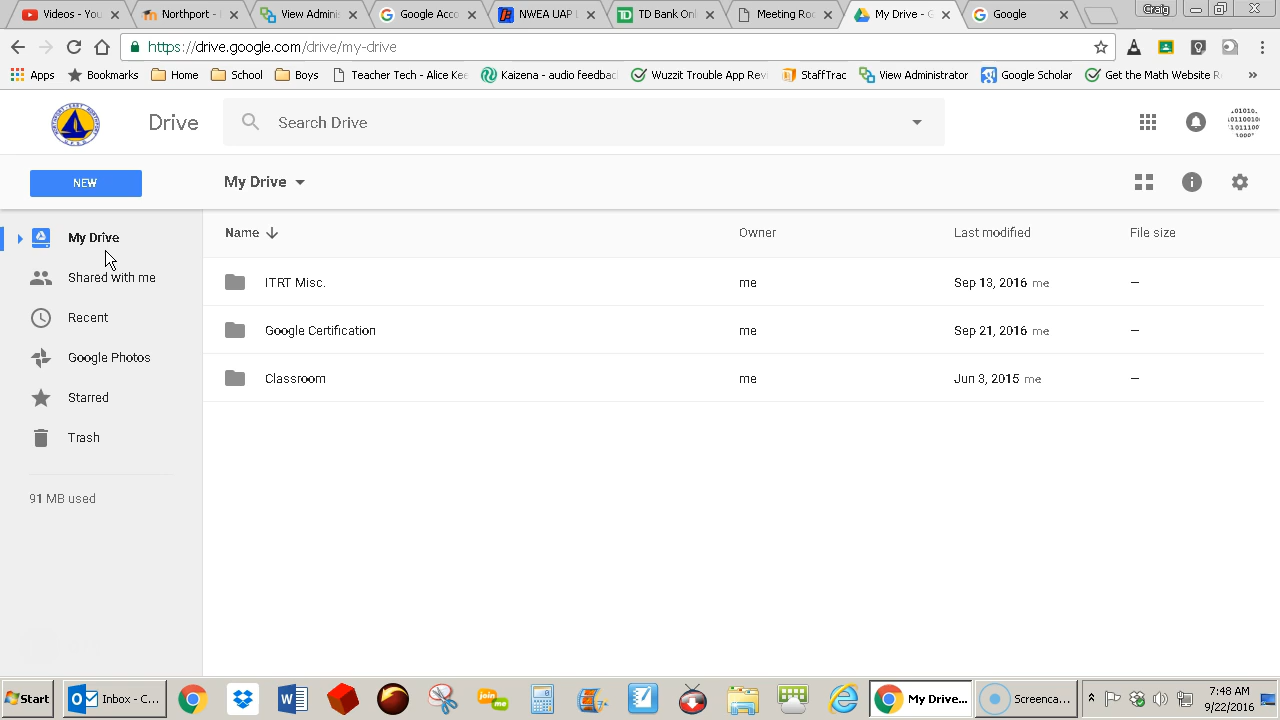 Videos - You
Northport -
View Adminis
Google Acco
NWEA UAP L
TD Bank Onl
Meeting Roo
My Drive - G
Google
Craig
https://drive.google.com/drive/my-drive
Apps
Bookmarks
Home
School
Boys
Teacher Tech - Alice Kee
Kaizena - audio feedbac
Wuzzit Trouble App Revi
StaffTrac
View Administrator
Google Scholar
Get the Math Website R
»
Drive
Search Drive
NEW
My Drive
My Drive
Shared with me
Recent
Google Photos
Starred
Trash
91 MB used
Name Owner Last modified File size
ITRT Misc. me Sep 13, 2016 me —
Google Certification me Sep 21, 2016 me —
Classroom me Jun 3, 2015 me —
Start
Inbox - C...
My Drive...
Screenca...
7:48 AM
9/22/2016